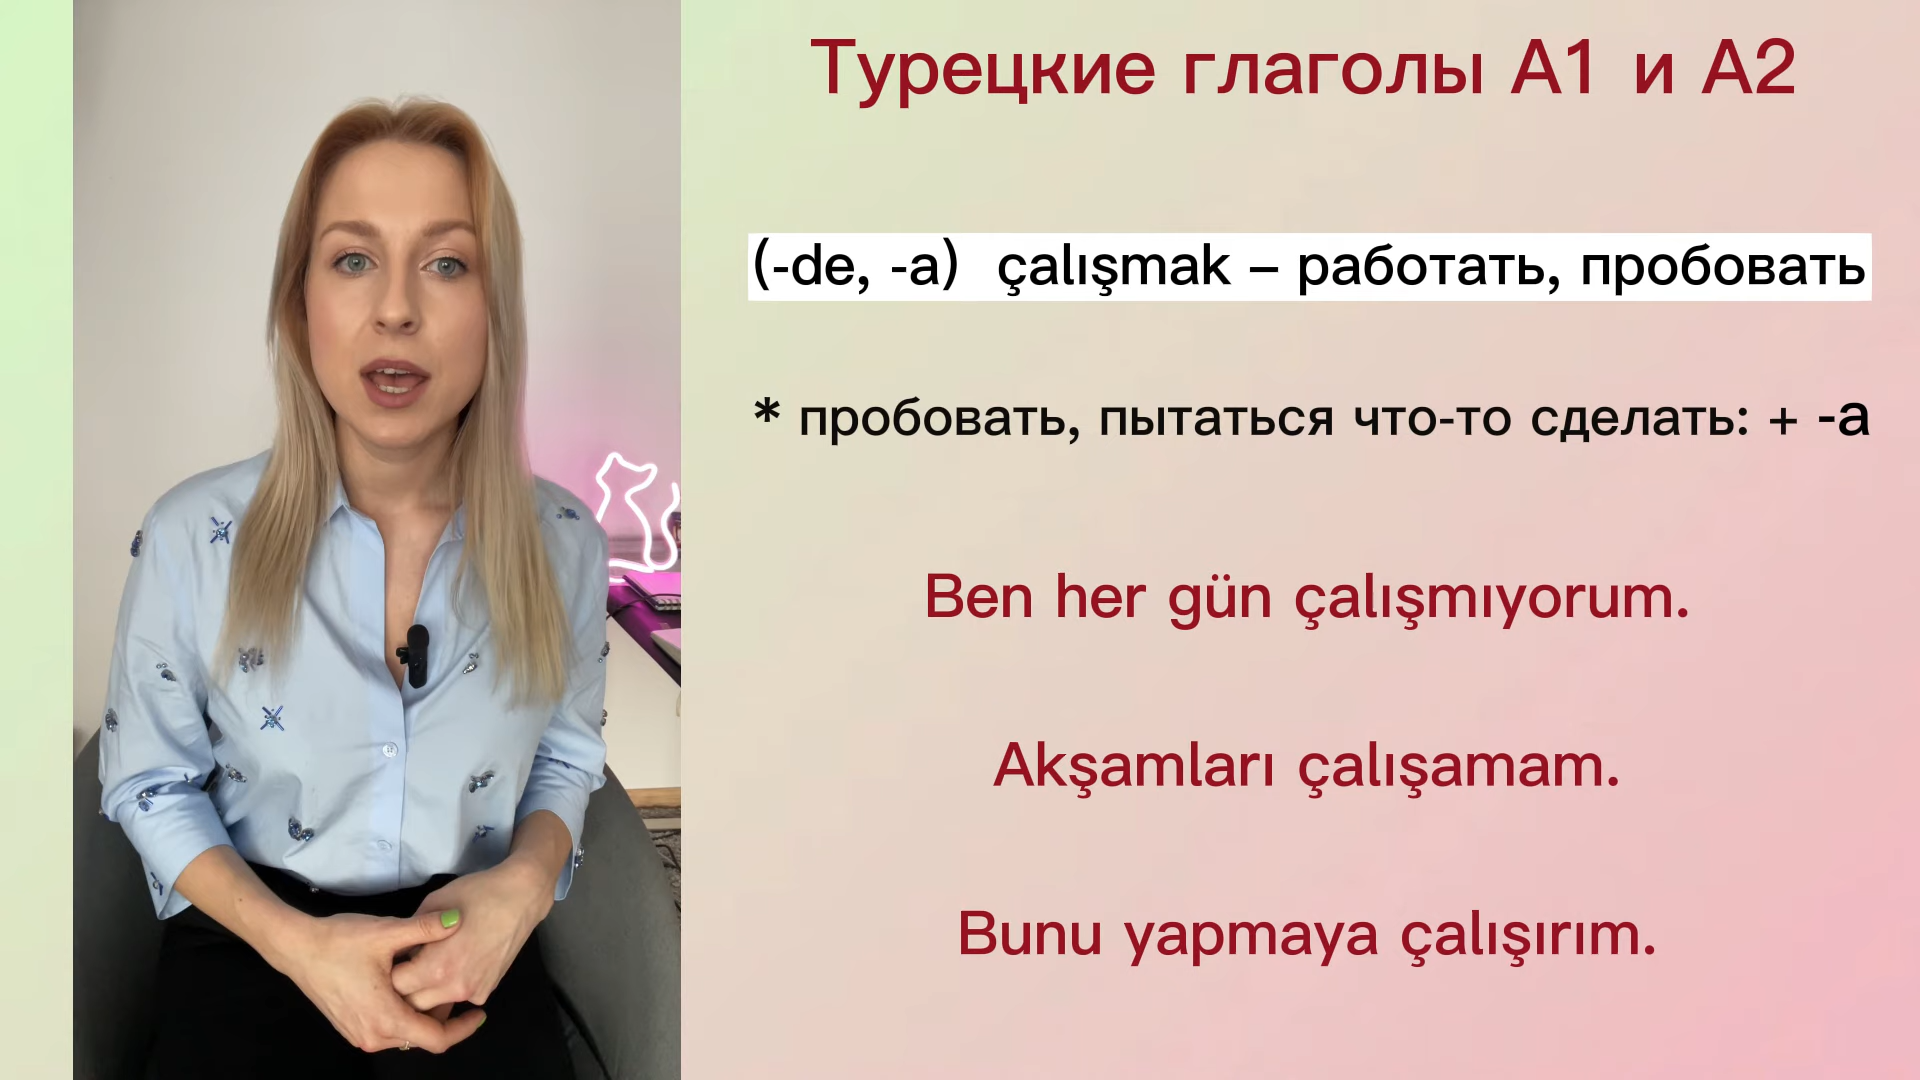 Турецкие глаголы А1 и А2
(-de, -a) çalışmak – работать, пробовать
* пробовать, пытаться что-то сделать: + -а
Ben her gün çalışmıyorum.
Akşamları çalışamam.
Bunu yapmaya çalışırım.